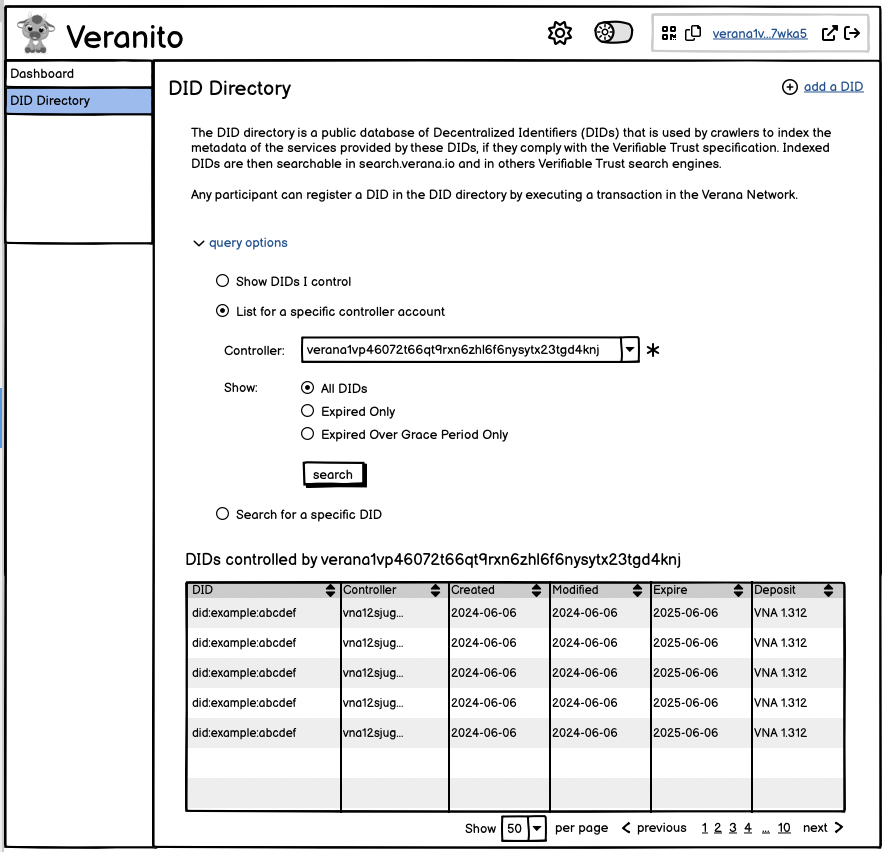 Veranito
verana1v...7wka5
Dashboard
DID Directory
DID Directory
add a DID
The DID directory is a public database of Decentralized Identifiers (DIDs) that is used by crawlers to index the
metadata of the services provided by these DIDs, if they comply with the Verifiable Trust specification. Indexed
DIDs are then searchable in search.verana.io and in others Verifiable Trust search engines.
Any participant can register a DID in the DID directory by executing a transaction in the Verana Network.
query options
Show DIDs I control
List for a specific controller account
Controller: verana1vp46072t66qt9rxn6zhl6f6nysytx23tgd4knj *
Show: All DIDs
Expired Only
Expired Over Grace Period Only
search
Search for a specific DID
DIDs controlled by verana1vp46072t66qt9rxn6zhl6f6nysytx23tgd4knj
DID Controller Created Modified Expire Deposit
did:example:abcdef vna12sjug... 2024-06-06 2024-06-06 2025-06-06 VNA 1.312
did:example:abcdef vna12sjug... 2024-06-06 2024-06-06 2025-06-06 VNA 1.312
did:example:abcdef vna12sjug... 2024-06-06 2024-06-06 2025-06-06 VNA 1.312
did:example:abcdef vna12sjug... 2024-06-06 2024-06-06 2025-06-06 VNA 1.312
did:example:abcdef vna12sjug... 2024-06-06 2024-06-06 2025-06-06 VNA 1.312
Show 50 per page < previous 1 2 3 4 ... 10 next >